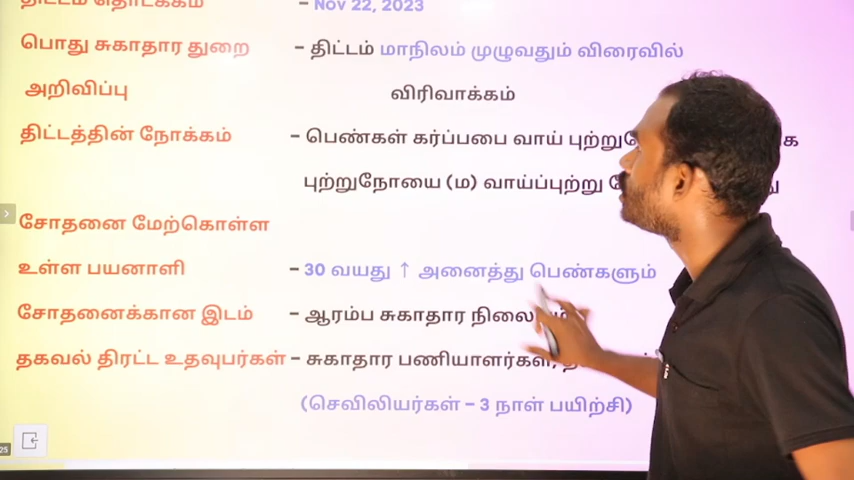 திட்டம் தொடக்கம் – Nov 22, 2023
பொது சுகாதார துறை – திட்டம் மாநிலம் முழுவதும் விரைவில்
அறிவிப்பு விரிவாக்கம்
திட்டத்தின் நோக்கம் – பெண்கள் கர்ப்பபை வாய்
புற்றுநோயை (ம) வாய்ப்புற்று
சோதனை மேற்கொள்ள
உள்ள பயனாளி – 30 வயது ↑ அனைத்து பெண்களும்
சோதனைக்கான இடம் – ஆரம்ப சுகாதார
தகவல் திரட்ட உதவுபர்கள் – சுகாதார பணியாளர்கள்,
(செவிலியர்கள் – 3 நாள் பயிற்சி)
25